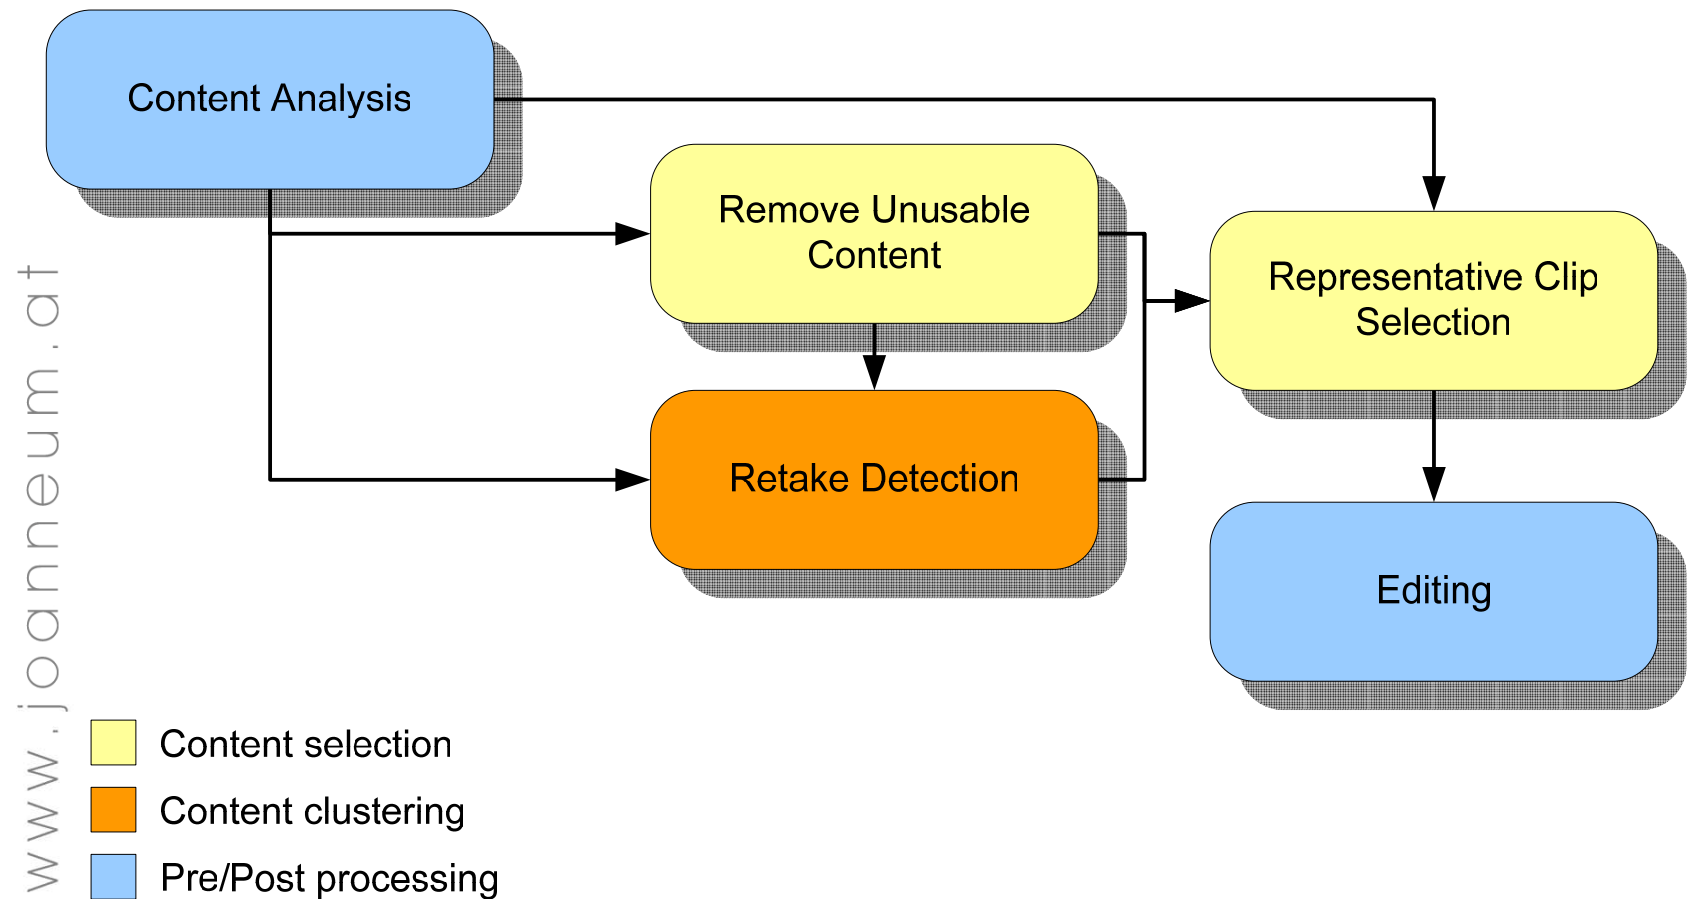 Content Analysis
Remove Unusable
Content
Representative Clip
Selection
Retake Detection
Editing
www.joanneum.at
Content selection
Content clustering
Pre/Post processing